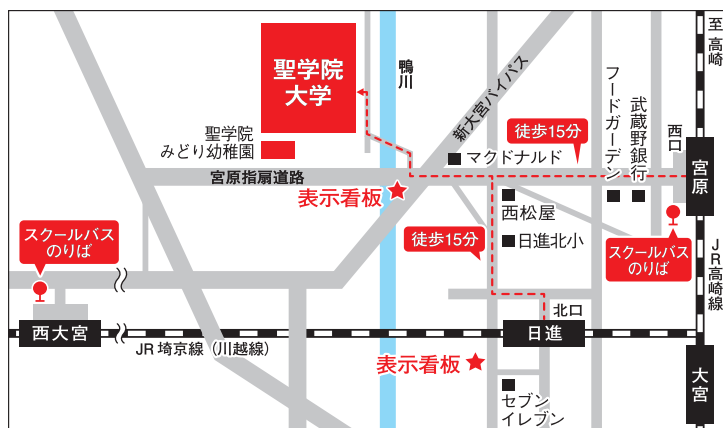 聖学院
大学
聖学院
みどり幼稚園
鴨川
新大宮バイパス
宮原指扇道路
表示看板
マクドナルド
徒歩15分
フードガーデン
武蔵野銀行
西口
至高崎
宮原
スクールバス
のりば
JR高崎線
西松屋
日進北小
徒歩15分
スクールバス
のりば
西大宮
JR埼京線（川越線）
北口
日進
表示看板
セブン
イレブン
大宮